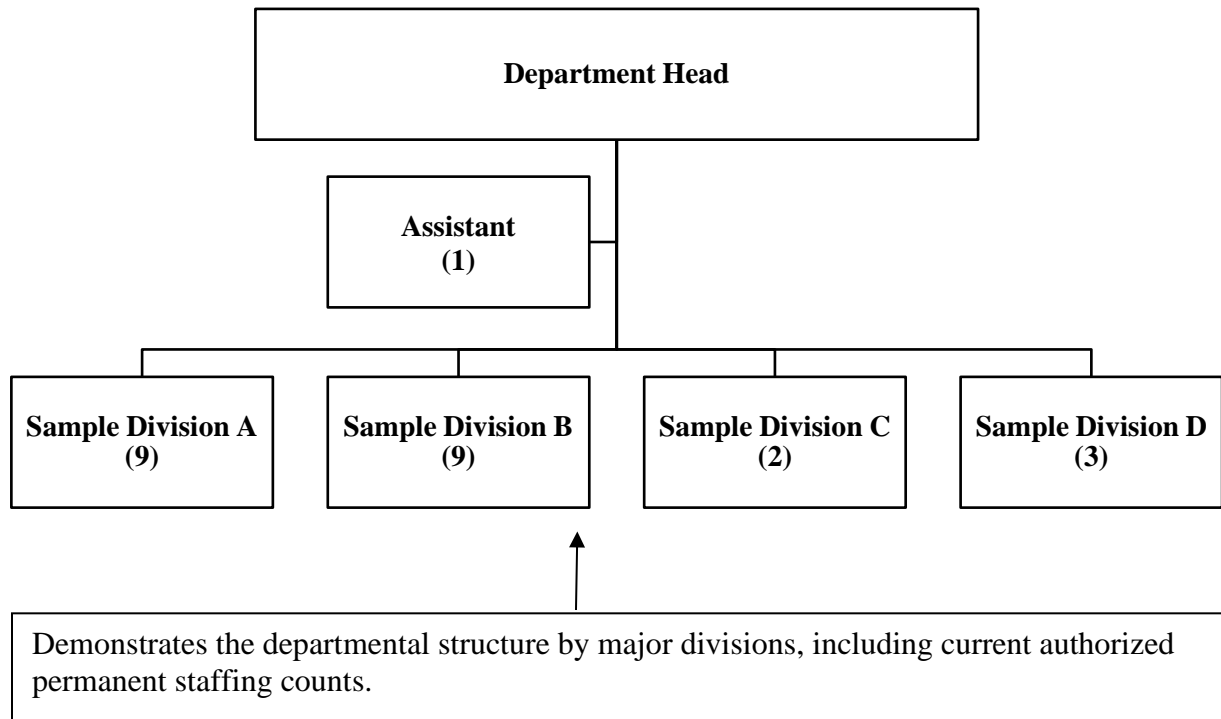 Department Head
Assistant
(1)
Sample Division A
(9)
Sample Division B
(9)
Sample Division C
(2)
Sample Division D
(3)
Demonstrates the departmental structure by major divisions, including current authorized
permanent staffing counts.